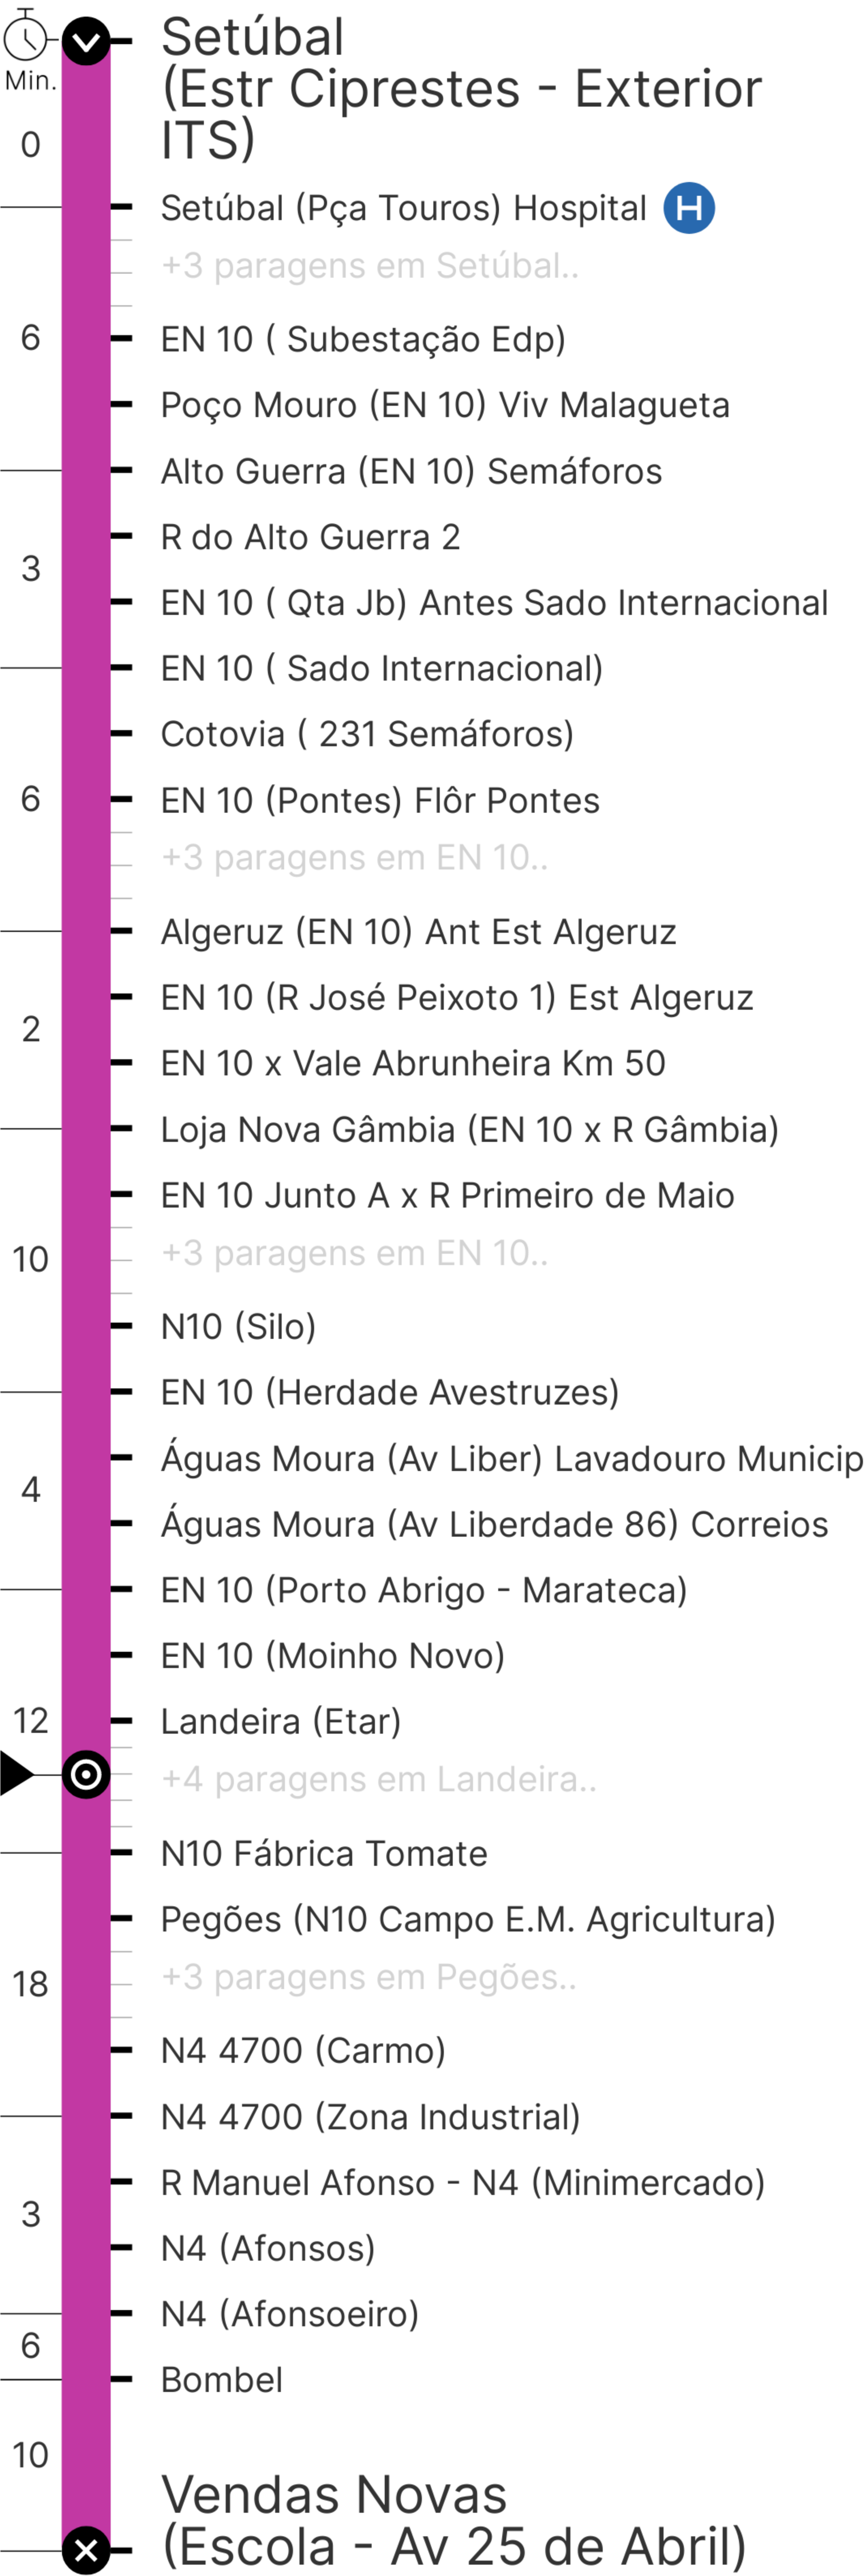 Min.
Setúbal
(Estr Ciprestes - Exterior
ITS)
0
Setúbal (Pça Touros) Hospital H
+3 paragens em Setúbal..
6
EN 10 ( Subestação Edp)
Poço Mouro (EN 10) Viv Malagueta
Alto Guerra (EN 10) Semáforos
R do Alto Guerra 2
3
EN 10 ( Qta Jb) Antes Sado Internacional
EN 10 ( Sado Internacional)
Cotovia ( 231 Semáforos)
6
EN 10 (Pontes) Flôr Pontes
+3 paragens em EN 10..
Algeruz (EN 10) Ant Est Algeruz
EN 10 (R José Peixoto 1) Est Algeruz
2
EN 10 x Vale Abrunheira Km 50
Loja Nova Gâmbia (EN 10 x R Gâmbia)
EN 10 Junto A x R Primeiro de Maio
10
+3 paragens em EN 10..
N10 (Silo)
EN 10 (Herdade Avestruzes)
Águas Moura (Av Liber) Lavadouro Municip
4
Águas Moura (Av Liberdade 86) Correios
EN 10 (Porto Abrigo - Marateca)
EN 10 (Moinho Novo)
12
Landeira (Etar)
+4 paragens em Landeira..
N10 Fábrica Tomate
Pegões (N10 Campo E.M. Agricultura)
18
+3 paragens em Pegões..
N4 4700 (Carmo)
N4 4700 (Zona Industrial)
R Manuel Afonso - N4 (Minimercado)
3
N4 (Afonsos)
N4 (Afonsoeiro)
6
Bombel
10
Vendas Novas
(Escola - Av 25 de Abril)